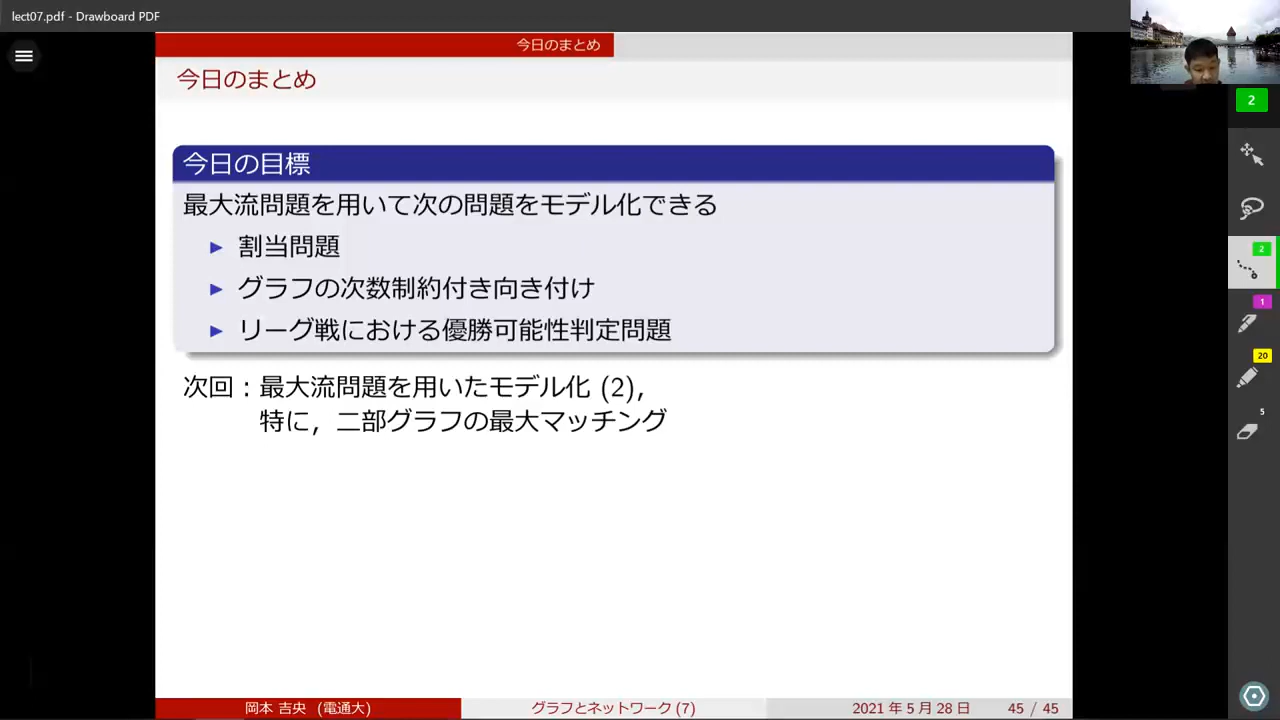 lect07.pdf - Drawboard PDF
今日のまとめ
今日のまとめ
2
今日の目標
最大流問題を用いて次の問題をモデル化できる
▶ 割当問題
▶ グラフの次数制約付き向き付け
▶ リーグ戦における優勝可能性判定問題
次回：最大流問題を用いたモデル化 (2),
特に，二部グラフの最大マッチング
2
1
20
5
岡本 吉央 (電通大) グラフとネットワーク (7) 2021 年 5 月 28 日 45 / 45